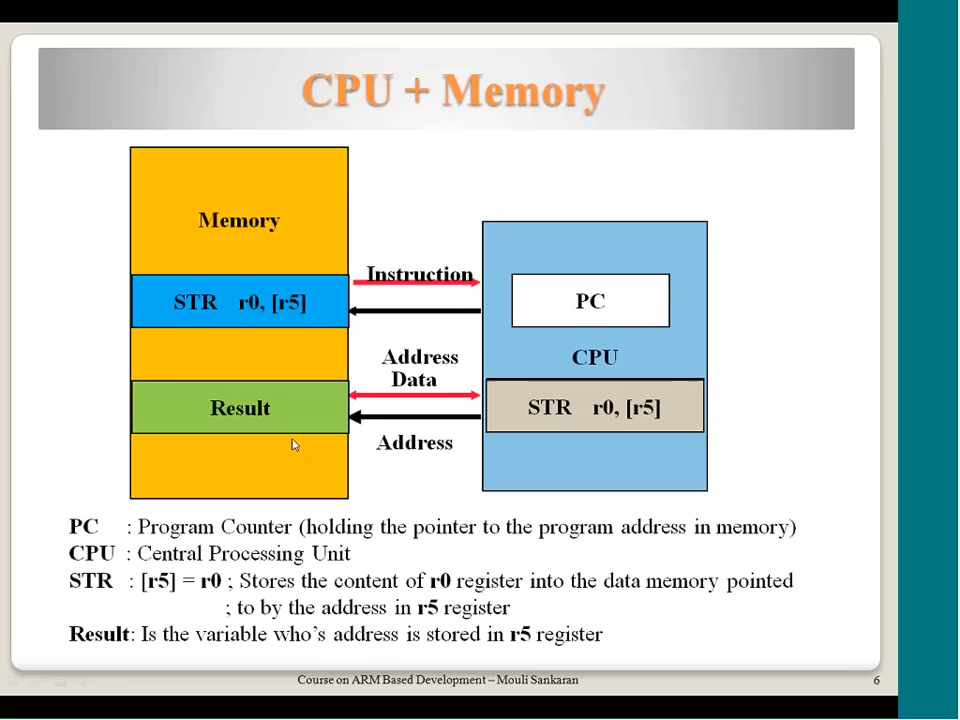 CPU + Memory
Memory
Instruction
STR r0, [r5]
PC
Address
CPU
Data
Result
STR r0, [r5]
Address
PC : Program Counter (holding the pointer to the program address in memory)
CPU : Central Processing Unit
STR : [r5] = r0 ; Stores the content of r0 register into the data memory pointed
; to by the address in r5 register
Result: Is the variable who's address is stored in r5 register
Course on ARM Based Development – Mouli Sankaran
6